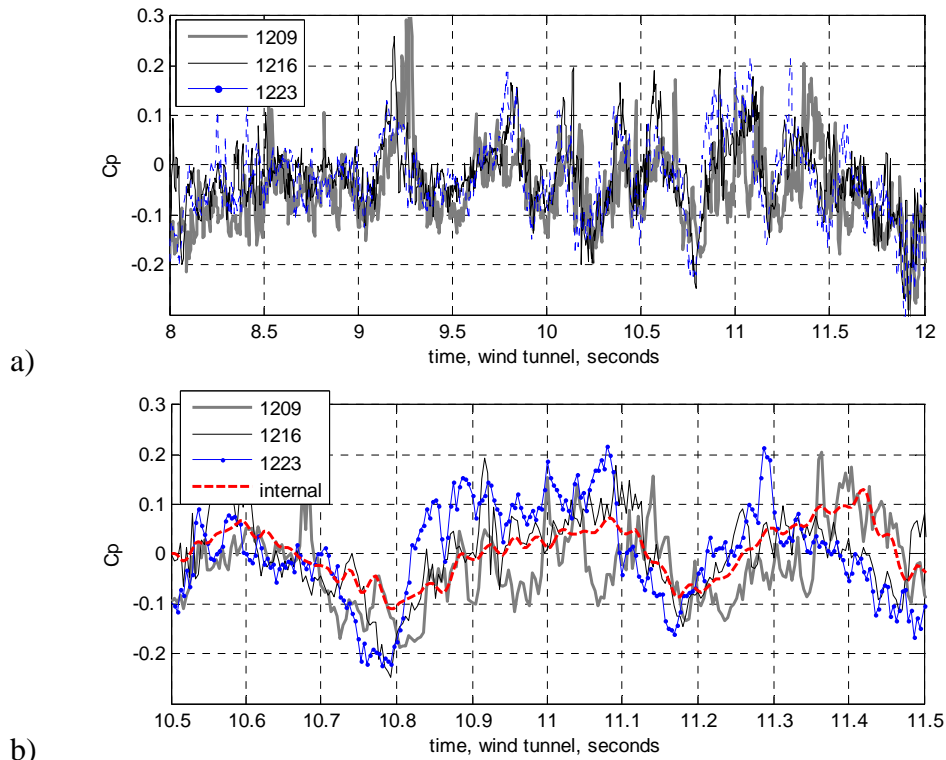 0.3
1209
1216
1223
0.2
0.1
0
-0.1
-0.2
Cp
8 8.5 9 9.5 10 10.5 11 11.5 12
time, wind tunnel, seconds
a)
0.3
1209
1216
1223
internal
0.2
0.1
0
-0.1
-0.2
Cp
10.5 10.6 10.7 10.8 10.9 11 11.1 11.2 11.3 11.4 11.5
time, wind tunnel, seconds
b)